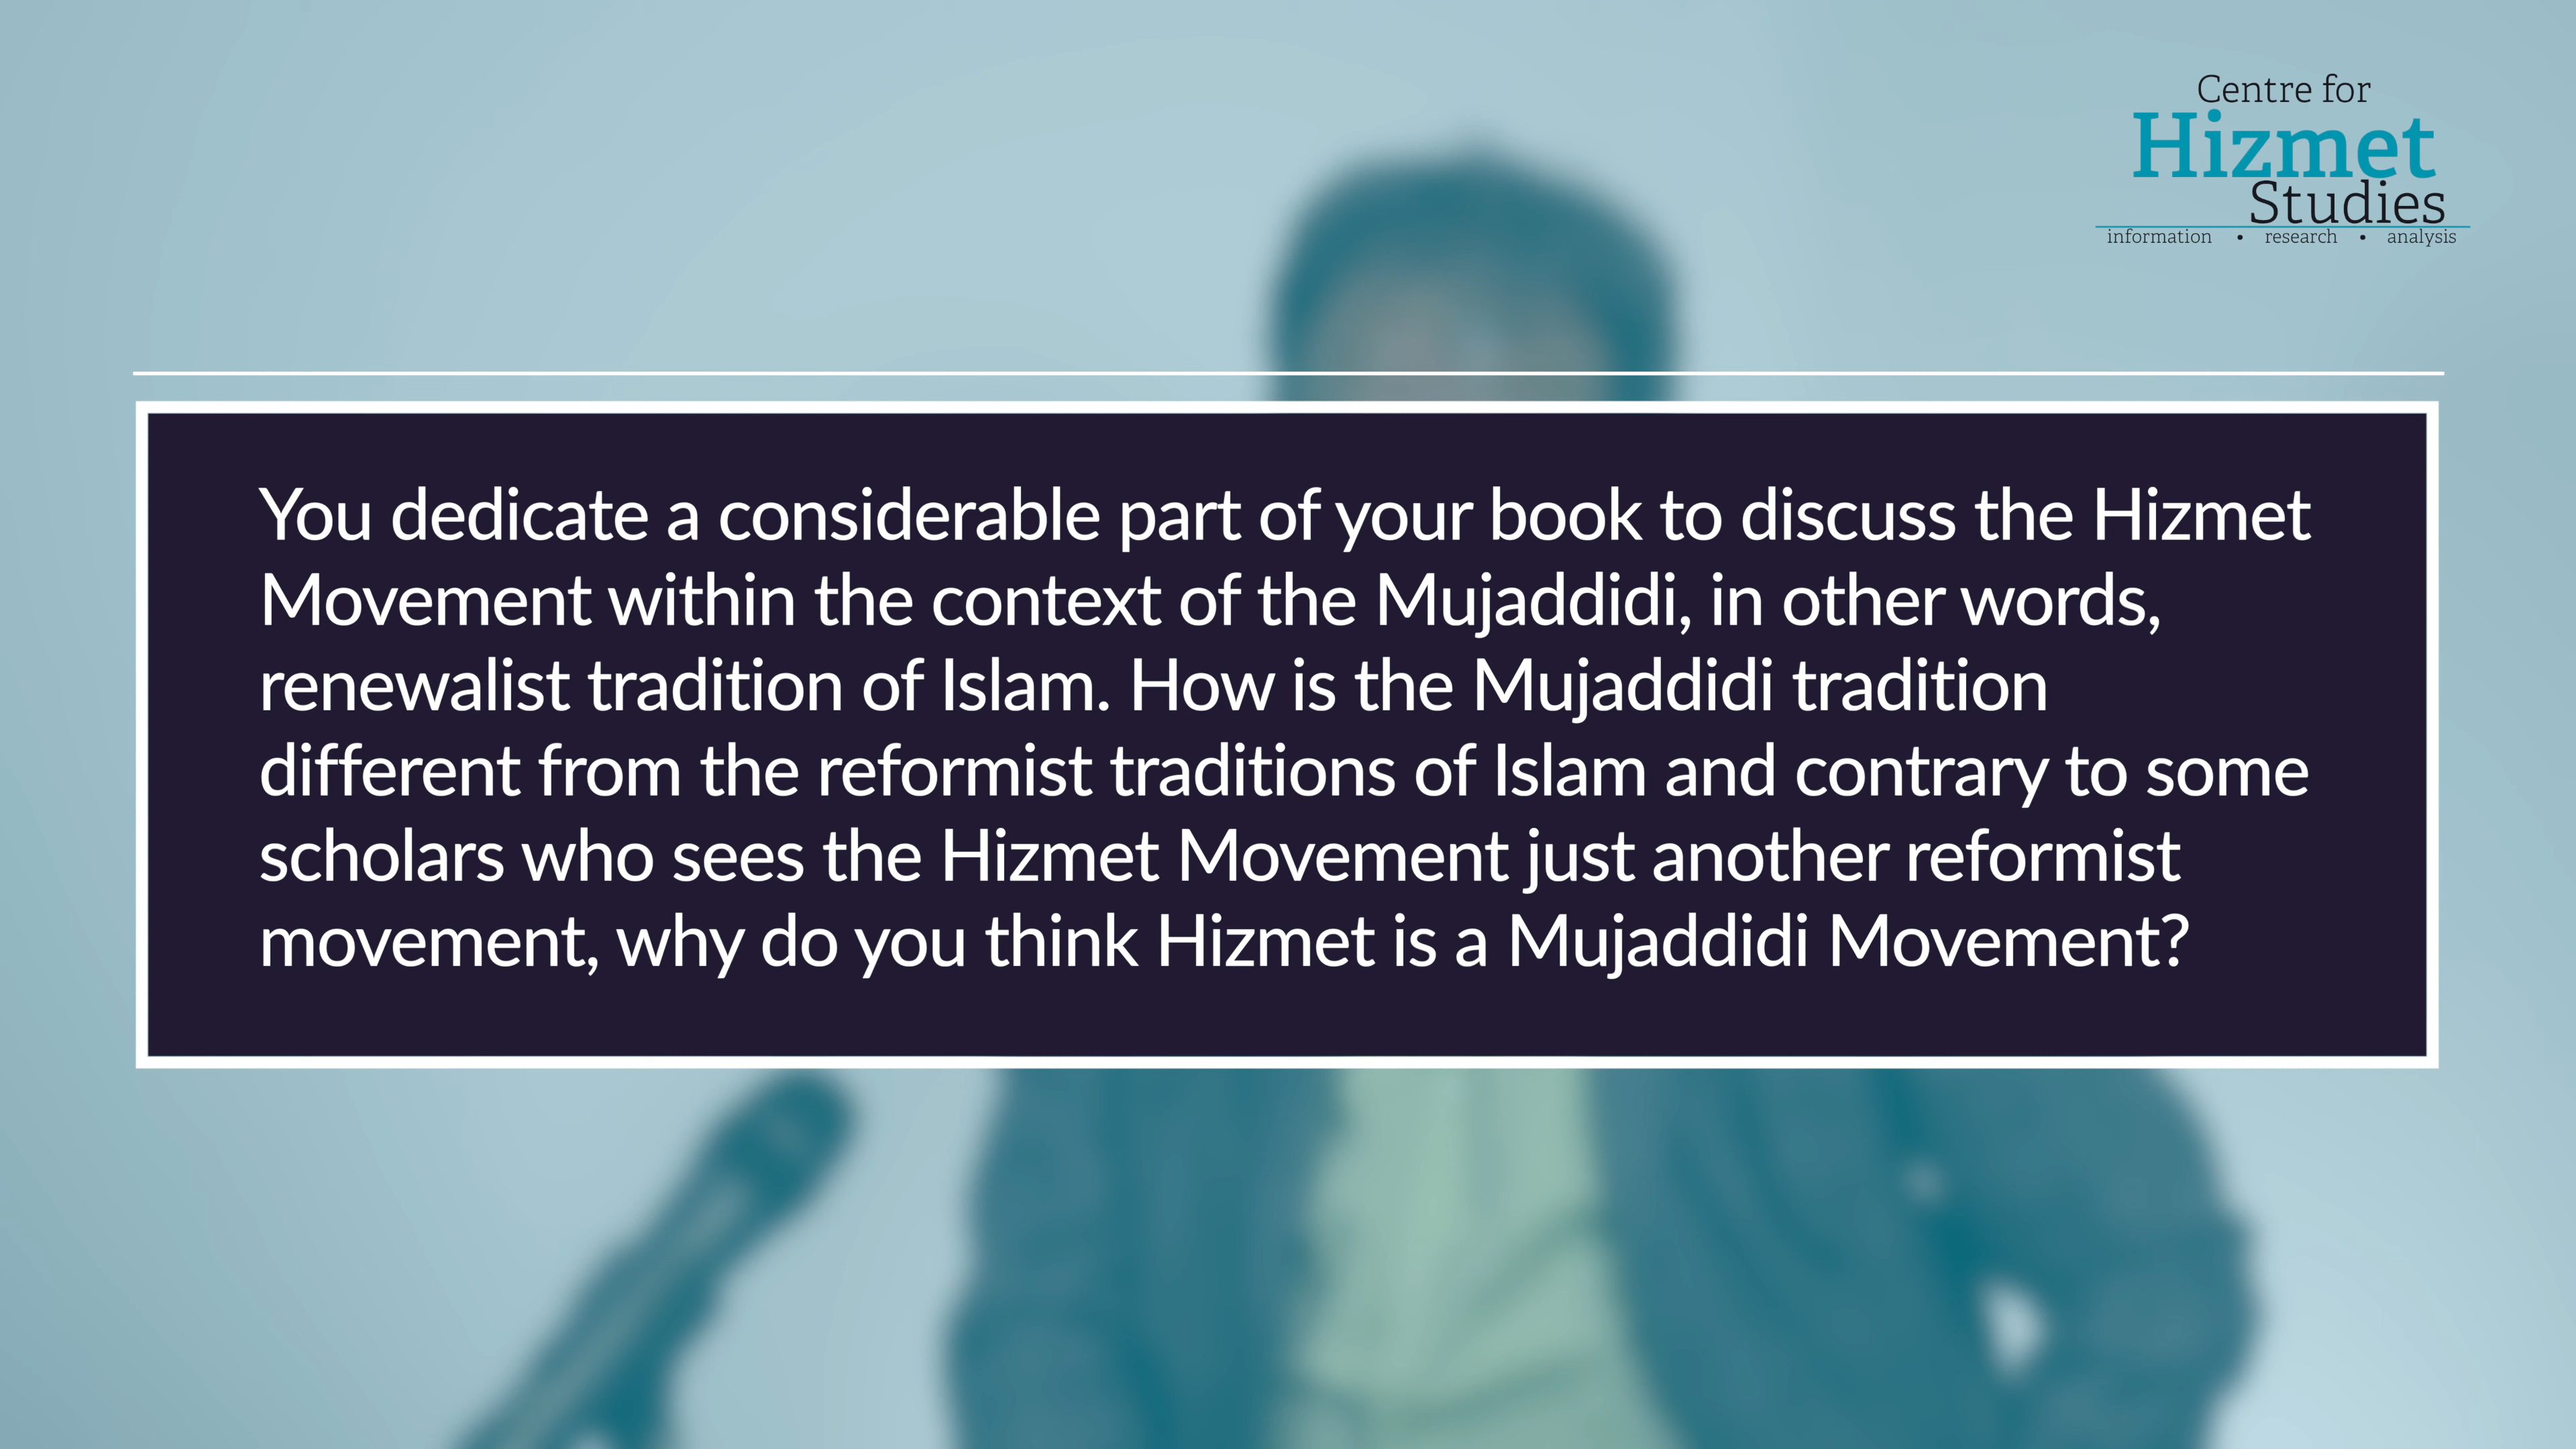 Centre for
Hizmet
Studies
information • research • analysis
You dedicate a considerable part of your book to discuss the Hizmet
Movement within the context of the Mujaddidi, in other words,
renewalist tradition of Islam. How is the Mujaddidi tradition
different from the reformist traditions of Islam and contrary to some
scholars who sees the Hizmet Movement just another reformist
movement, why do you think Hizmet is a Mujaddidi Movement?